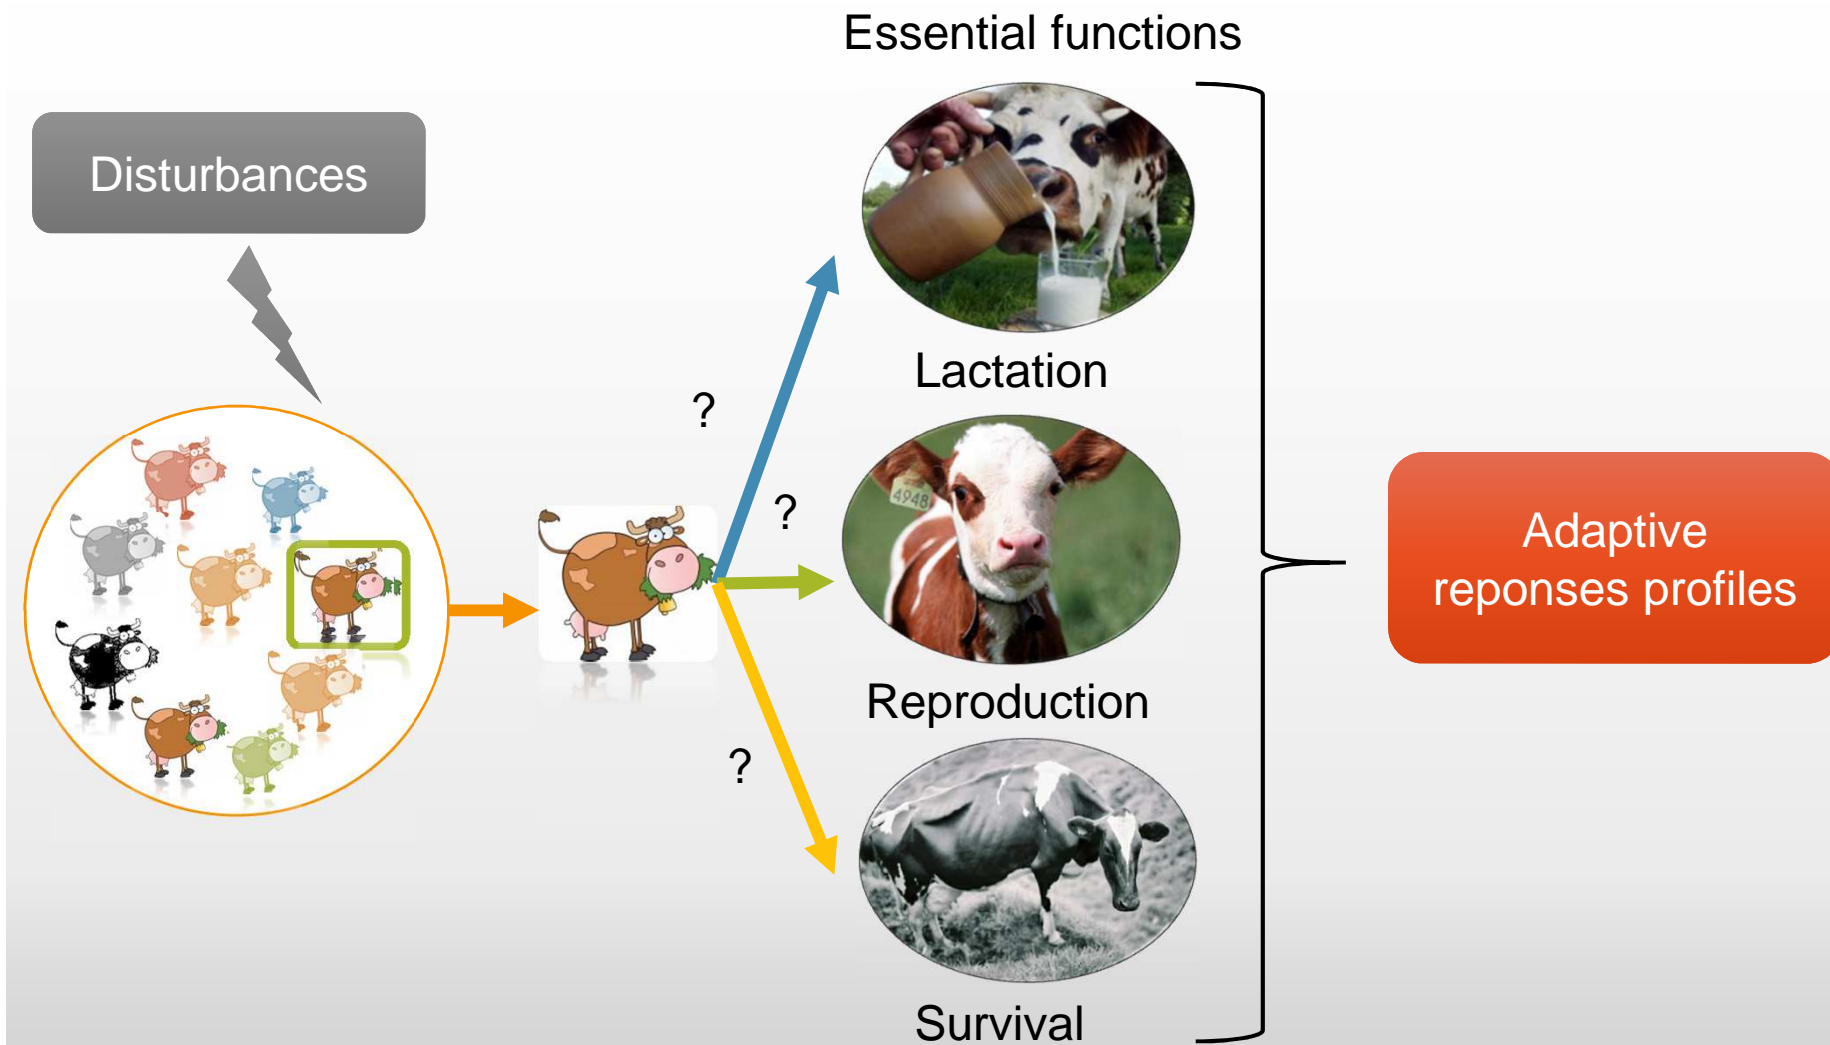 Essential functions
Disturbances
Lactation
?
4948
?
Reproduction
?
Survival
Adaptive
reponses profiles